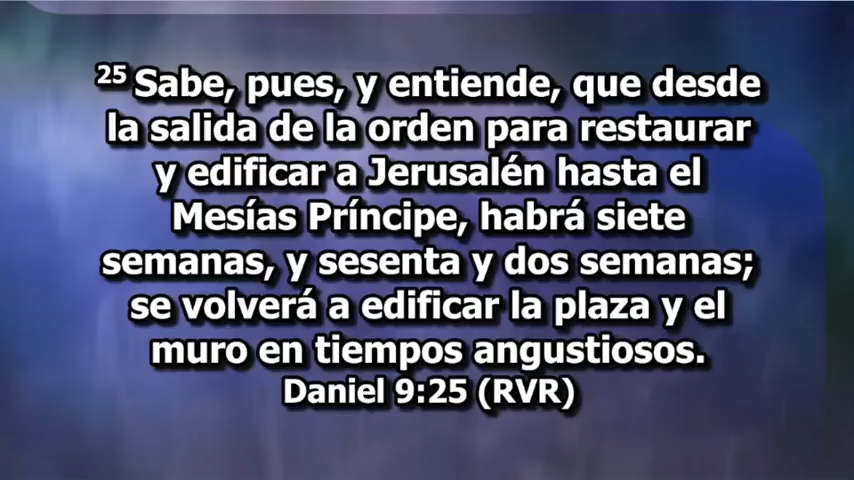 25 Sabe, pues, y entiende, que desde
la salida de la orden para restaurar
y edificar a Jerusalén hasta el
Mesías Príncipe, habrá siete
semanas, y sesenta y dos semanas;
se volverá a edificar la plaza y el
muro en tiempos angustiosos.
Daniel 9:25 (RVR)